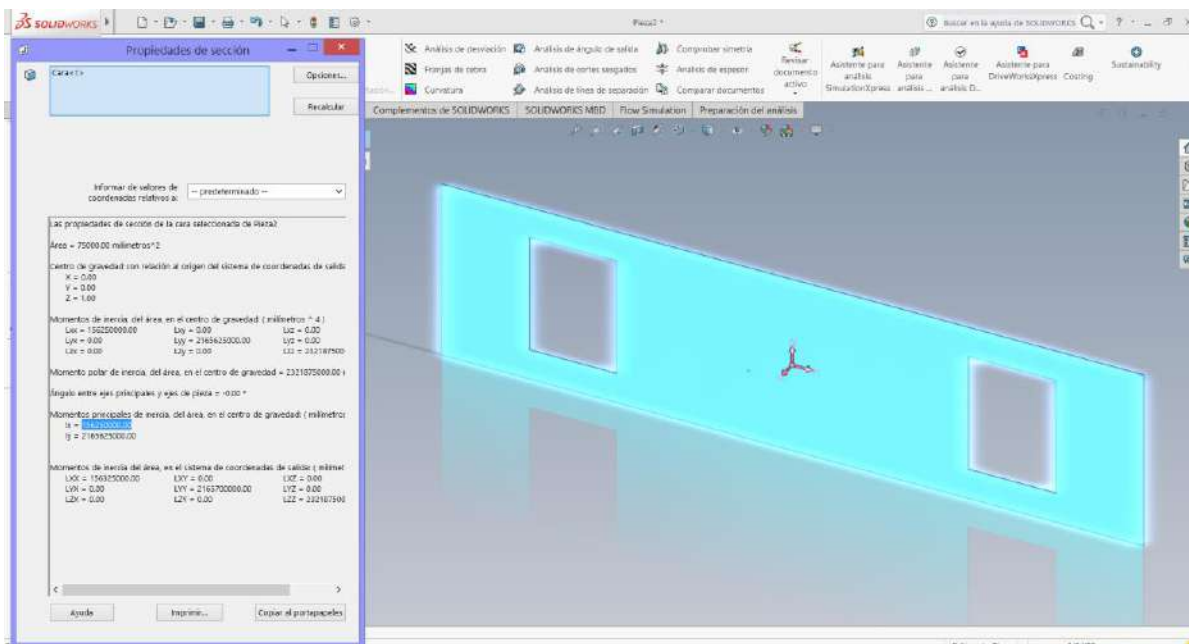 SOLIDWORKS
Pieza2 *
Buscar en la ayuda de SOLIDWORKS
Propiedades de sección
Cara<1>
Opciones...
Recalcular
Análisis de desviación
Análisis de ángulo de salida
Comprobar simetría
Franjas de cebra
Análisis de cortes sesgados
Análisis de espesor
Curvatura
Análisis de línea de separación
Comparar documentos
Revisar documento activo
Asistente para análisis SimulationXpress
Asistente para análisis ...
Asistente para análisis D...
Asistente para DriveWorksXpress
Costing
Sustainability
Complementos de SOLIDWORKS
SOLIDWORKS MBD
Flow Simulation
Preparación del análisis
Informar de valores de coordenadas relativos a:
-- predeterminado --
Las propiedades de sección de la cara seleccionada de Pieza2
Área = 75000.00 milímetros^2
Centro de gravedad con relación al origen del sistema de coordenadas de salida
X = 0.00
Y = 0.00
Z = 1.00
Momentos de inercia, del área, en el centro de gravedad: ( milímetros ^ 4 )
Lxx = 156250000.00 Lxy = 0.00 Lxz = 0.00
Lyx = 0.00 Lyy = 2165625000.00 Lyz = 0.00
Lzx = 0.00 Lzy = 0.00 Lzz = 232187500
Momento polar de inercia, del área, en el centro de gravedad = 2321875000.00
Ángulo entre ejes principales y ejes de pieza = -0.00 °
Momentos principales de inercia, del área, en el centro de gravedad: ( milímetros
Ix = 156250000.00
Iy = 2165625000.00
Momentos de inercia del área, en el sistema de coordenadas de salida: ( milímet
LXX = 156325000.00 LXY = 0.00 LXZ = 0.00
LYX = 0.00 LYY = 2165700000.00 LYZ = 0.00
LZX = 0.00 LZY = 0.00 LZZ = 232187500
Ayuda
Imprimir...
Copiar al portapapeles